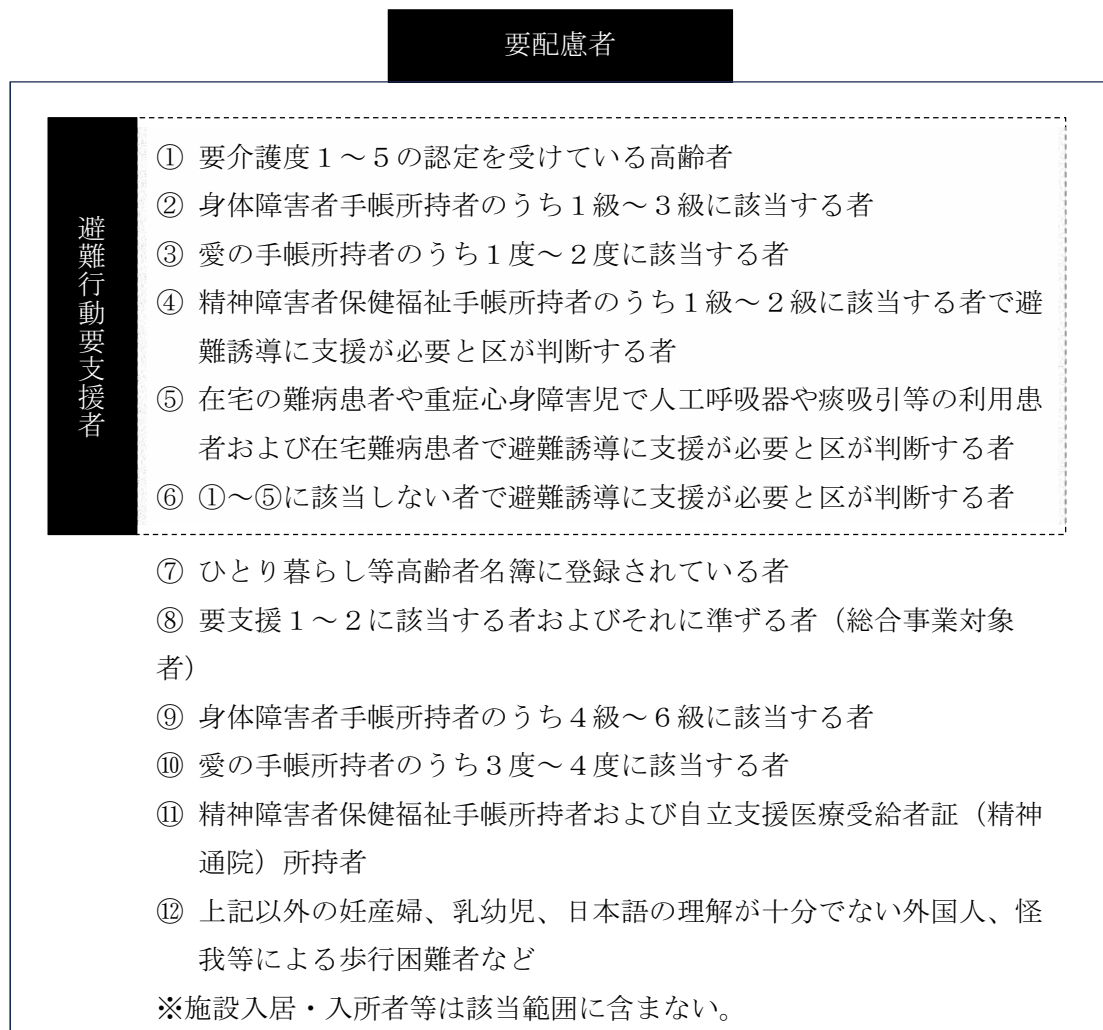 要配慮者
避難行動要支援者
① 要介護度１～５の認定を受けている高齢者
② 身体障害者手帳所持者のうち１級～３級に該当する者
③ 愛の手帳所持者のうち１度～２度に該当する者
④ 精神障害者保健福祉手帳所持者のうち１級～２級に該当する者で避
難誘導に支援が必要と区が判断する者
⑤ 在宅の難病患者や重症心身障害児で人工呼吸器や痰吸引等の利用患
者および在宅難病患者で避難誘導に支援が必要と区が判断する者
⑥ ①～⑤に該当しない者で避難誘導に支援が必要と区が判断する者
⑦ ひとり暮らし等高齢者名簿に登録されている者
⑧ 要支援１～２に該当する者およびそれに準ずる者（総合事業対象
者）
⑨ 身体障害者手帳所持者のうち４級～６級に該当する者
⑩ 愛の手帳所持者のうち３度～４度に該当する者
⑪ 精神障害者保健福祉手帳所持者および自立支援医療受給者証（精神
通院）所持者
⑫ 上記以外の妊産婦、乳幼児、日本語の理解が十分でない外国人、怪
我等による歩行困難者など
※施設入居・入所者等は該当範囲に含まない。